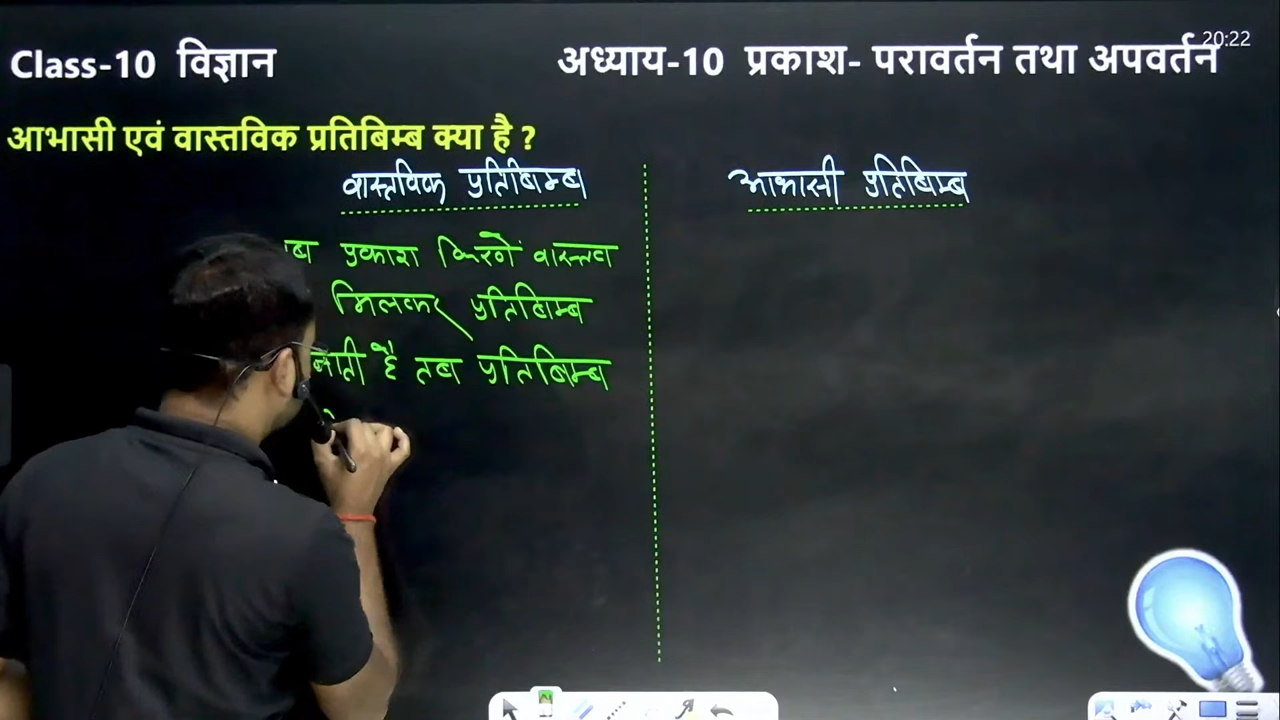 20:22
Class-10 विज्ञान
अध्याय-10 प्रकाश- परावर्तन तथा अपवर्तन
आभासी एवं वास्तविक प्रतिबिम्ब क्या है ?
वास्तविक प्रतिबिम्ब
आभासी प्रतिबिम्ब
प्रकाश किरणें वास्तव
मिलकर प्रतिबिम्ब
जाती है तब प्रतिबिम्ब